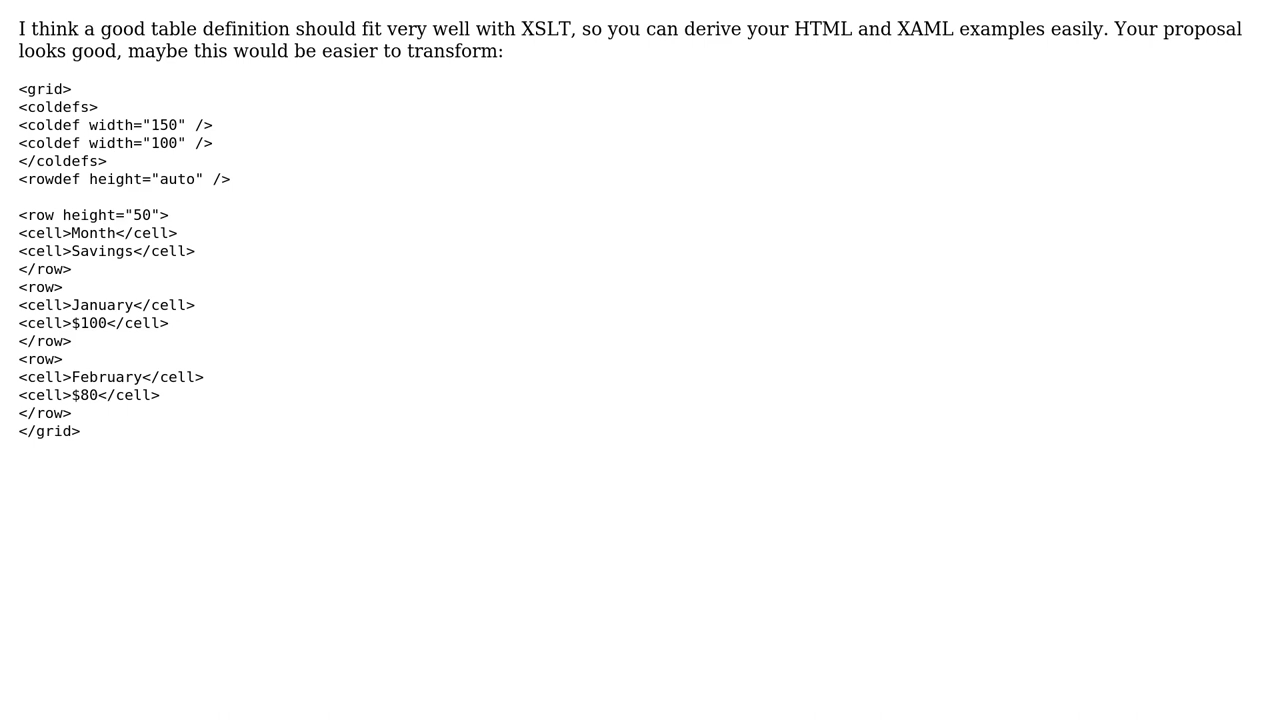 I think a good table definition should fit very well with XSLT, so you can derive your HTML and XAML examples easily. Your proposal
looks good, maybe this would be easier to transform:
<grid>
<coldefs>
<coldef width="150" />
<coldef width="100" />
</coldefs>
<rowdef height="auto" />
<row height="50">
<cell>Month</cell>
<cell>Savings</cell>
</row>
<row>
<cell>January</cell>
<cell>$100</cell>
</row>
<row>
<cell>February</cell>
<cell>$80</cell>
</row>
</grid>